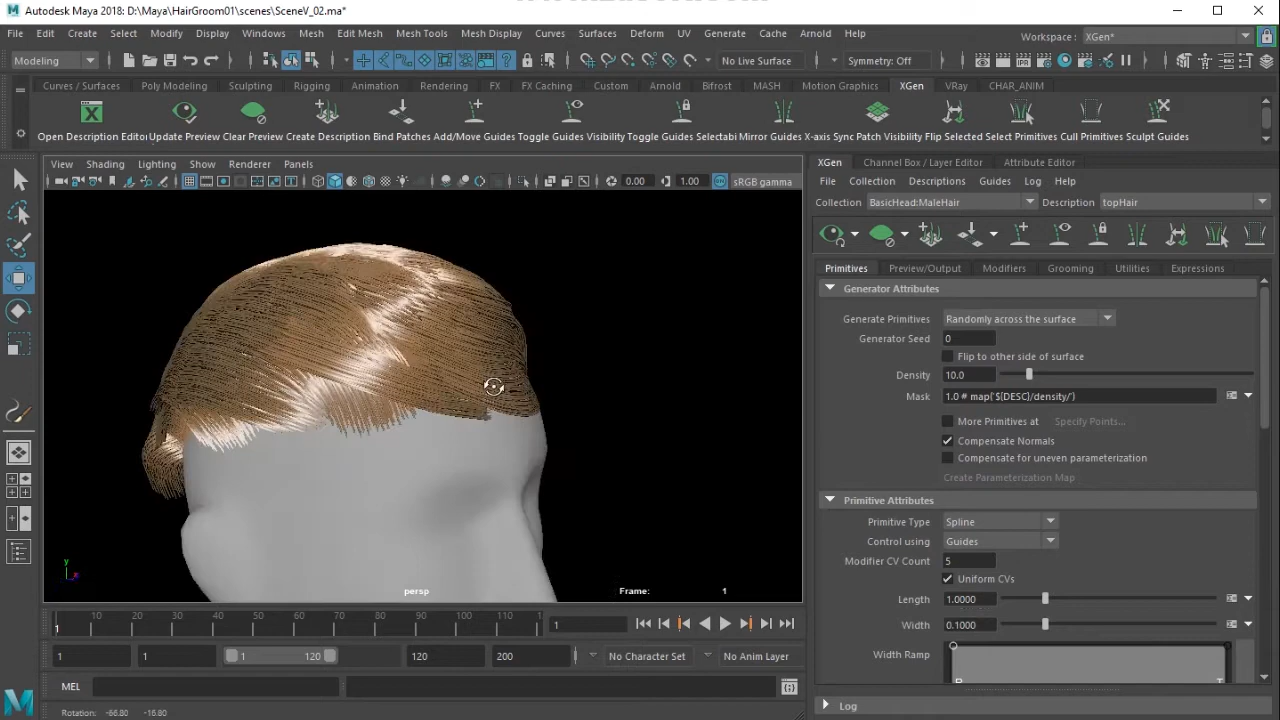 Autodesk Maya 2018: D:\Maya\HairGroom01\scenes\SceneV_02.ma*
File Edit Create Select Modify Display Windows Mesh Edit Mesh Mesh Tools Mesh Display Curves Surfaces Deform UV Generate Cache Arnold Help Workspace : XGen*
Modeling No Live Surface Symmetry: Off
Curves / Surfaces Poly Modeling Sculpting Rigging Animation Rendering FX FX Caching Custom Arnold Bifrost MASH Motion Graphics XGen VRay CHAR_ANIM
Open Description Editor Update Preview Clear Preview Create Description Bind Patches Add/Move Guides Toggle Guides Visibility Toggle Guides Selectabi Mirror Guides X-axis Sync Patch Visibility Flip Selected Select Primitives Cull Primitives Sculpt Guides
View Shading Lighting Show Renderer Panels
0.00 1.00 sRGB gamma
XGen Channel Box / Layer Editor Attribute Editor
File Collection Descriptions Guides Log Help
Collection BasicHead:MaleHair Description topHair
Primitives Preview/Output Modifiers Grooming Utilities Expressions
Generator Attributes
Generate Primitives Randomly across the surface
Generator Seed 0
Flip to other side of surface
Density 10.0
Mask 1.0 # map('${DESC}/density/')
More Primitives at Specify Points...
Compensate Normals
Compensate for uneven parameterization
Create Parameterization Map
Primitive Attributes
Primitive Type Spline
Control using Guides
Modifier CV Count 5
Uniform CVs
Length 1.0000
Width 0.1000
Width Ramp
R T
Log
y
x
persp Frame: 1
10 20 30 40 50 60 70 80 90 100 110 12
1 1
1 1 1 120 120 200 No Character Set No Anim Layer
MEL
Rotation: -66.80 -16.80